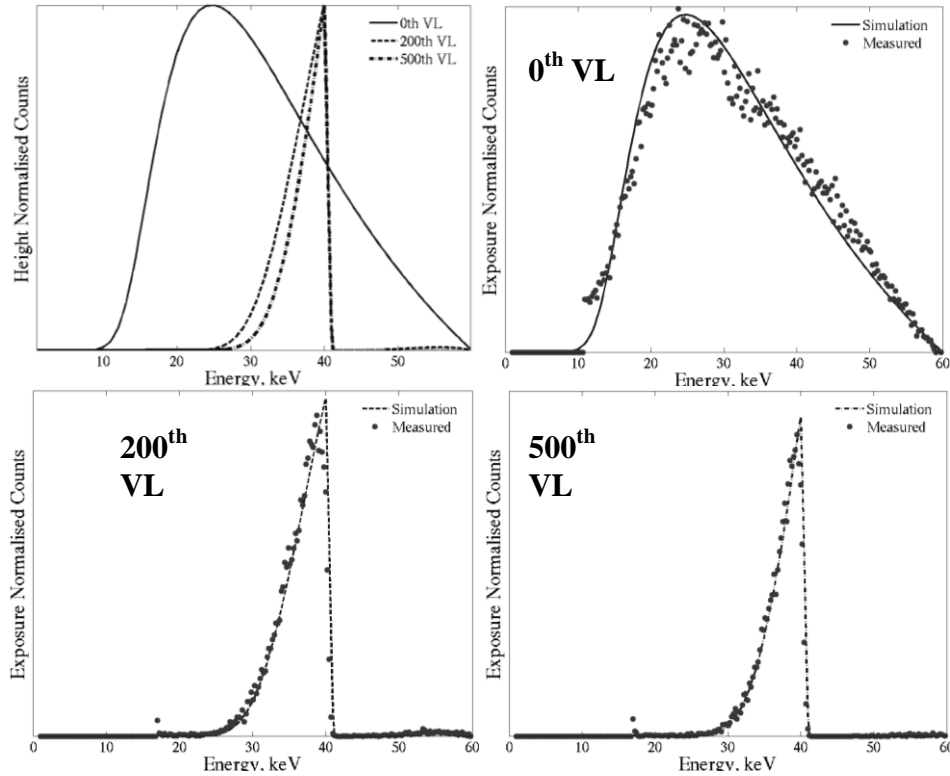 Height Normalised Counts
0th VL
200th VL
500th VL
10 20 30 40 50
Energy, keV
Exposure Normalised Counts
0th VL
Simulation
Measured
0 10 20 30 40 50 60
Energy, keV
Exposure Normalised Counts
200th
VL
Simulation
Measured
0 10 20 30 40 50 60
Energy, keV
Exposure Normalised Counts
500th
VL
Simulation
Measured
0 10 20 30 40 50 60
Energy, keV